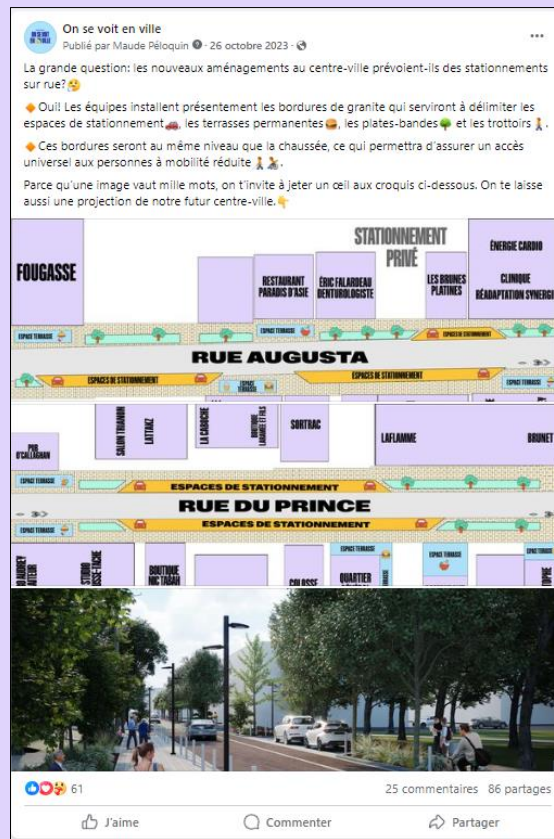 On se voit en ville
Publié par Maude Péloquin · 26 octobre 2023 ·
La grande question: les nouveaux aménagements au centre-ville prévoient-ils des stationnements
sur rue?🤔
🔸Oui! Les équipes installent présentement les bordures de granite qui serviront à délimiter les
espaces de stationnement🚗, les terrasses permanentes🍔, les plates-bandes🌳 et les trottoirs🚶.
🔸Ces bordures seront au même niveau que la chaussée, ce qui permettra d'assurer un accès
universel aux personnes à mobilité réduite🚶👨‍🦽.
Parce qu'une image vaut mille mots, on t'invite à jeter un œil aux croquis ci-dessous. On te laisse
aussi une projection de notre futur centre-ville.👇
STATIONNEMENT
PRIVÉ
FOUGASSE
RESTAURANT
PARADIS D'ASIE
ÉRIC FALARDEAU
DENTUROLOGISTE
LES BRUNES
PLATINES
ÉNERGIE CARDIO
CLINIQUE
RÉADAPTATION SYNERGI
ESPACE TERRASSE
ESPACE TERRASSE
ESPACES DE STATIONNEMENT
RUE AUGUSTA
ESPACES DE STATIONNEMENT
ESPACE
TERRASSE
ESPACES DE STATIONNEMENT
ESPACE TERRASSE
PUB
O'CALLAGHAN
SALON TRIANON
LATTAKZ
LA CABOCHE
BOUTIQUE
LARAMÉE ET FILS
SORTRAC
LAFLAMME
BRUNET
ESPACE TERRASSE
ESPACES DE STATIONNEMENT
RUE DU PRINCE
ESPACE TERRASSE
ESPACES DE STATIONNEMENT
STUDIO
BOUTIQUE
NIC TABAH
COLOSSE
ESPACE TERRASSE
QUARTIER
ESPACE TERRASSE
61
25 commentaires 86 partages
J'aime
Commenter
Partager